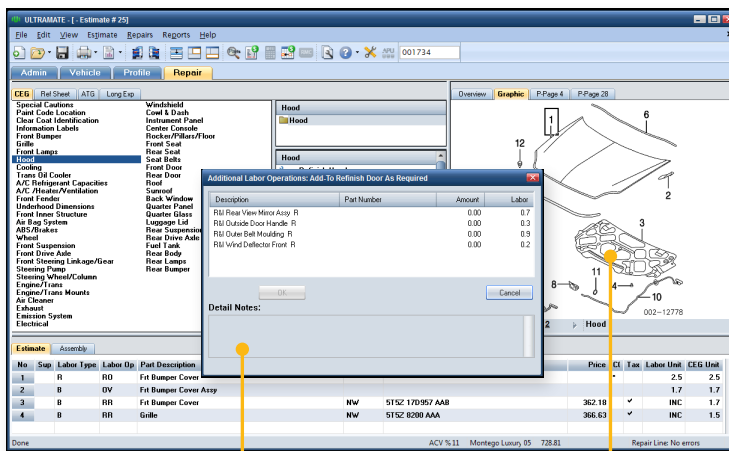 ULTRAMATE - [ - Estimate # 25]
File Edit View Estimate Repairs Reports Help
001734
Admin Vehicle Profile Repair
CEG Ref Sheet ATG Long Exp
Overview Graphic P-Page 4 P-Page 28
Special Cautions
Paint Code Location
Clear Coat Identification
Information Labels
Front Bumper
Grille
Front Lamps
Hood
Cooling
Trans Oil Cooler
A/C Refrigerant Capacities
A/C /Heater/Ventilation
Front Fender
Underhood Dimensions
Front Inner Structure
Air Bag System
ABS/Brakes
Wheel
Front Suspension
Front Drive Axle
Front Steering Linkage/Gear
Steering Pump
Steering Wheel/Column
Engine/Trans
Engine/Trans Mounts
Air Cleaner
Exhaust
Emission System
Electrical
Windshield
Cowl & Dash
Instrument Panel
Center Console
Rocker/Pillars/Floor
Front Seat
Rear Seat
Seat Belts
Front Door
Rear Door
Roof
Sunroof
Back Window
Quarter Panel
Quarter Glass
Luggage Lid
Rear Suspension
Rear Drive Axle
Fuel Tank
Rear Body
Rear Lamps
Rear Bumper
Hood
Hood
Hood
1
6
12
2
3
11
8
4
10
002-12778
2 Hood
Additional Labor Operations: Add-To Refinish Door As Required
Description Part Number Amount Labor
R&I Rear View Mirror Assy R 0.00 0.7
R&I Outside Door Handle R 0.00 0.3
R&I Outer Belt Moulding R 0.00 0.9
R&I Wind Deflector Front R 0.00 0.2
OK Cancel
Detail Notes:
Estimate Assembly
No Sup Labor Type Labor Op Part Description Price Cl Tax Labor Unit CEG Unit
1 R RO Frt Bumper Cover 2.5 2.5
2 B OV Frt Bumper Cover Assy 1.7 1.7
3 B RR Frt Bumper Cover NW 5T5Z 17D957 AAB 362.18 INC 1.7
4 B RR Grille NW 5T5Z 8200 AAA 366.63 INC 1.5
Done ACV % 11 Montego Luxury 05 728.81 Repair Line: No errors